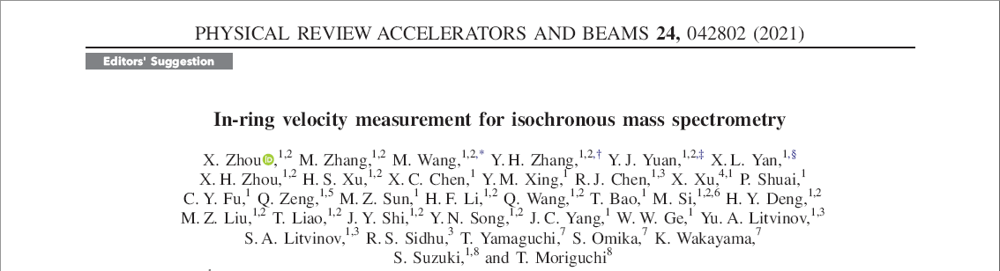 PHYSICAL REVIEW ACCELERATORS AND BEAMS 24, 042802 (2021)
Editors' Suggestion
In-ring velocity measurement for isochronous mass spectrometry
X. Zhou iD,1,2 M. Zhang,1,2 M. Wang,1,2,* Y. H. Zhang,1,2,† Y. J. Yuan,1,2,‡ X. L. Yan,1,§
X. H. Zhou,1,2 H. S. Xu,1,2 X. C. Chen,1 Y. M. Xing,1 R. J. Chen,1,3 X. Xu,4,1 P. Shuai,1
C. Y. Fu,1 Q. Zeng,1,5 M. Z. Sun,1 H. F. Li,1,2 Q. Wang,1,2 T. Bao,1 M. Si,1,2,6 H. Y. Deng,1,2
M. Z. Liu,1,2 T. Liao,1,2 J. Y. Shi,1,2 Y. N. Song,1,2 J. C. Yang,1 W. W. Ge,1 Yu. A. Litvinov,1,3
S. A. Litvinov,1,3 R. S. Sidhu,3 T. Yamaguchi,7 S. Omika,7 K. Wakayama,7
S. Suzuki,1,8 and T. Moriguchi8